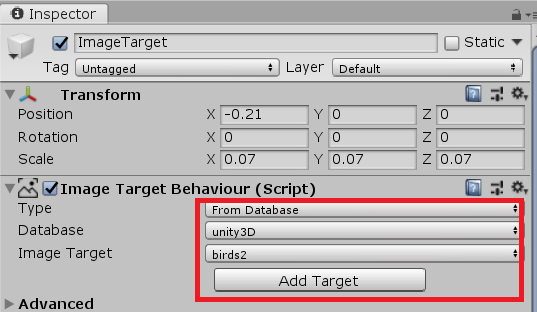 Inspector
ImageTarget Static
Tag Untagged Layer Default
Transform
Position X -0.21 Y 0 Z 0
Rotation X 0 Y 0 Z 0
Scale X 0.07 Y 0.07 Z 0.07
Image Target Behaviour (Script)
Type From Database
Database unity3D
Image Target birds2
Add Target
Advanced